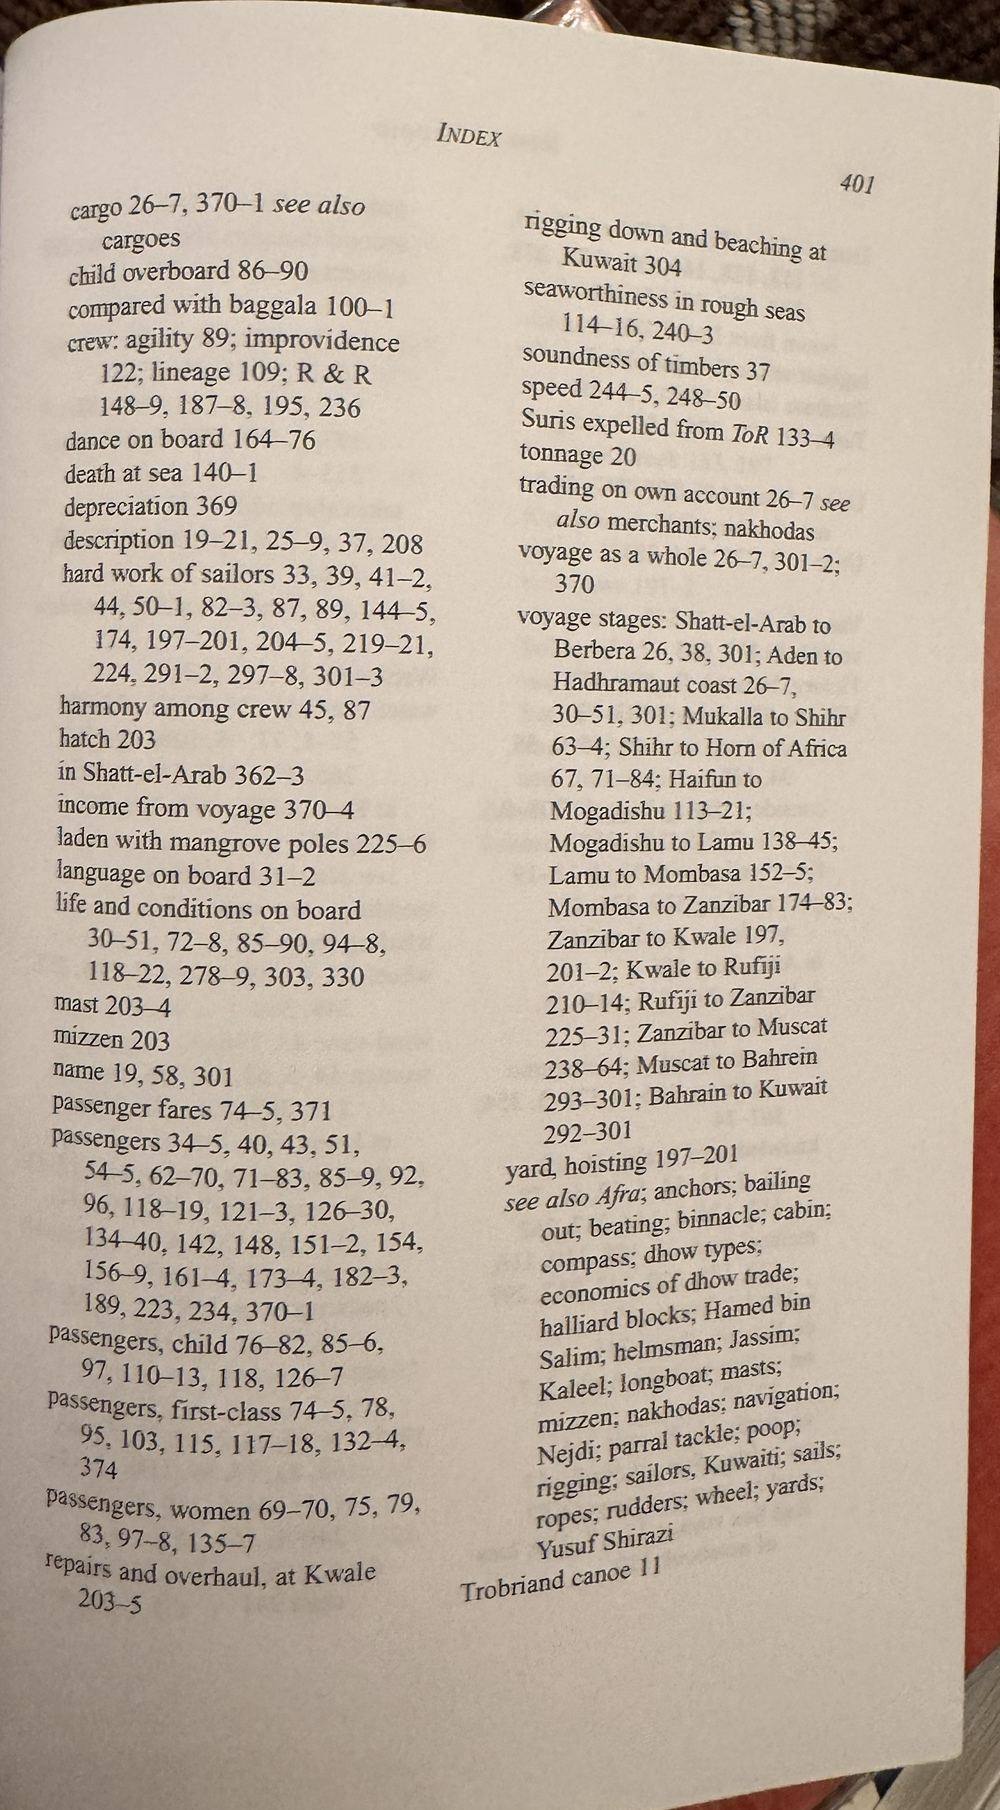 INDEX
401
cargo 26–7, 370–1 see also
cargoes
child overboard 86–90
compared with baggala 100–1
crew: agility 89; improvidence
122; lineage 109; R & R
148–9, 187–8, 195, 236
dance on board 164–76
death at sea 140–1
depreciation 369
description 19–21, 25–9, 37, 208
hard work of sailors 33, 39, 41–2,
44, 50–1, 82–3, 87, 89, 144–5,
174, 197–201, 204–5, 219–21,
224, 291–2, 297–8, 301–3
harmony among crew 45, 87
hatch 203
in Shatt-el-Arab 362–3
income from voyage 370–4
laden with mangrove poles 225–6
language on board 31–2
life and conditions on board
30–51, 72–8, 85–90, 94–8,
118–22, 278–9, 303, 330
mast 203–4
mizzen 203
name 19, 58, 301
passenger fares 74–5, 371
passengers 34–5, 40, 43, 51,
54–5, 62–70, 71–83, 85–9, 92,
96, 118–19, 121–3, 126–30,
134–40, 142, 148, 151–2, 154,
156–9, 161–4, 173–4, 182–3,
189, 223, 234, 370–1
passengers, child 76–82, 85–6,
97, 110–13, 118, 126–7
passengers, first-class 74–5, 78,
95, 103, 115, 117–18, 132–4,
374
passengers, women 69–70, 75, 79,
83, 97–8, 135–7
repairs and overhaul, at Kwale
203–5
rigging down and beaching at
Kuwait 304
seaworthiness in rough seas
114–16, 240–3
soundness of timbers 37
speed 244–5, 248–50
Suris expelled from ToR 133–4
tonnage 20
trading on own account 26–7 see
also merchants; nakhodas
voyage as a whole 26–7, 301–2;
370
voyage stages: Shatt-el-Arab to
Berbera 26, 38, 301; Aden to
Hadhramaut coast 26–7,
30–51, 301; Mukalla to Shihr
63–4; Shihr to Horn of Africa
67, 71–84; Haifun to
Mogadishu 113–21;
Mogadishu to Lamu 138–45;
Lamu to Mombasa 152–5;
Mombasa to Zanzibar 174–83;
Zanzibar to Kwale 197,
201–2; Kwale to Rufiji
210–14; Rufiji to Zanzibar
225–31; Zanzibar to Muscat
238–64; Muscat to Bahrein
293–301; Bahrain to Kuwait
292–301
yard, hoisting 197–201
see also Afra; anchors; bailing
out; beating; binnacle; cabin;
compass; dhow types;
economics of dhow trade;
halliard blocks; Hamed bin
Salim; helmsman; Jassim;
Kaleel; longboat; masts;
mizzen; nakhodas; navigation;
Nejdi; parral tackle; poop;
rigging; sailors, Kuwaiti; sails;
ropes; rudders; wheel; yards;
Yusuf Shirazi
Trobriand canoe 11